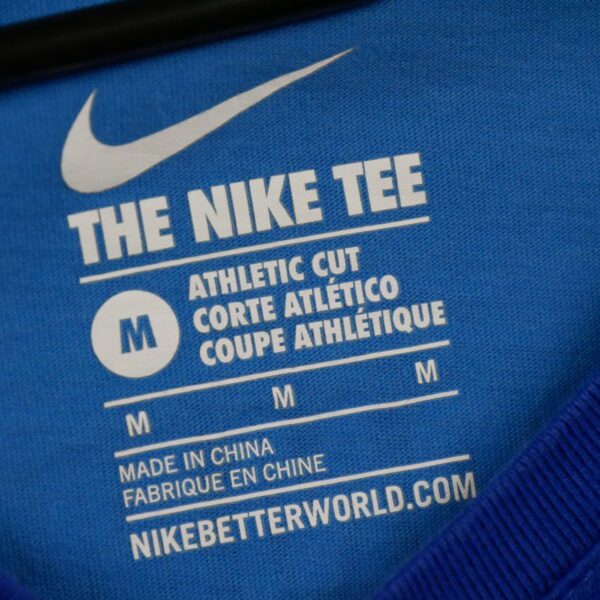 THE NIKE TEE
M
ATHLETIC CUT
CORTE ATLÉTICO
COUPE ATHLÉTIQUE
M M M
MADE IN CHINA
FABRIQUE EN CHINE
NIKEBETTERWORLD.COM